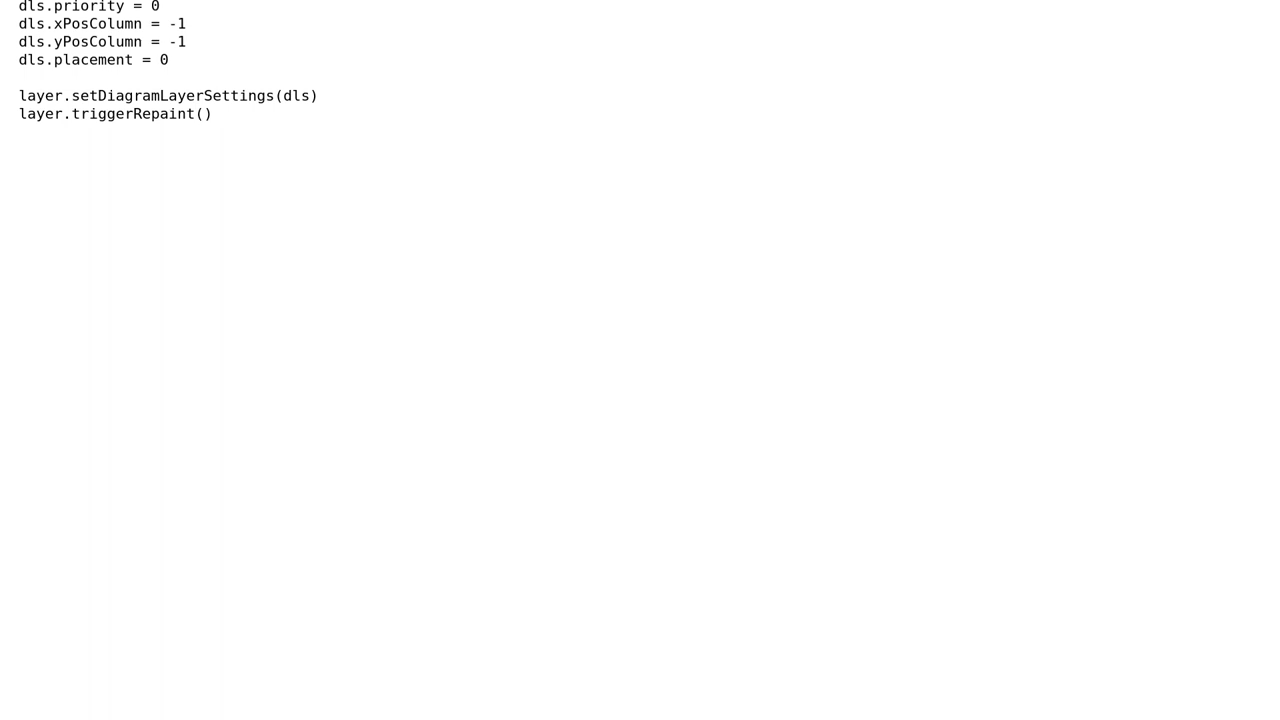 dls.priority = 0
dls.xPosColumn = -1
dls.yPosColumn = -1
dls.placement = 0
layer.setDiagramLayerSettings(dls)
layer.triggerRepaint()